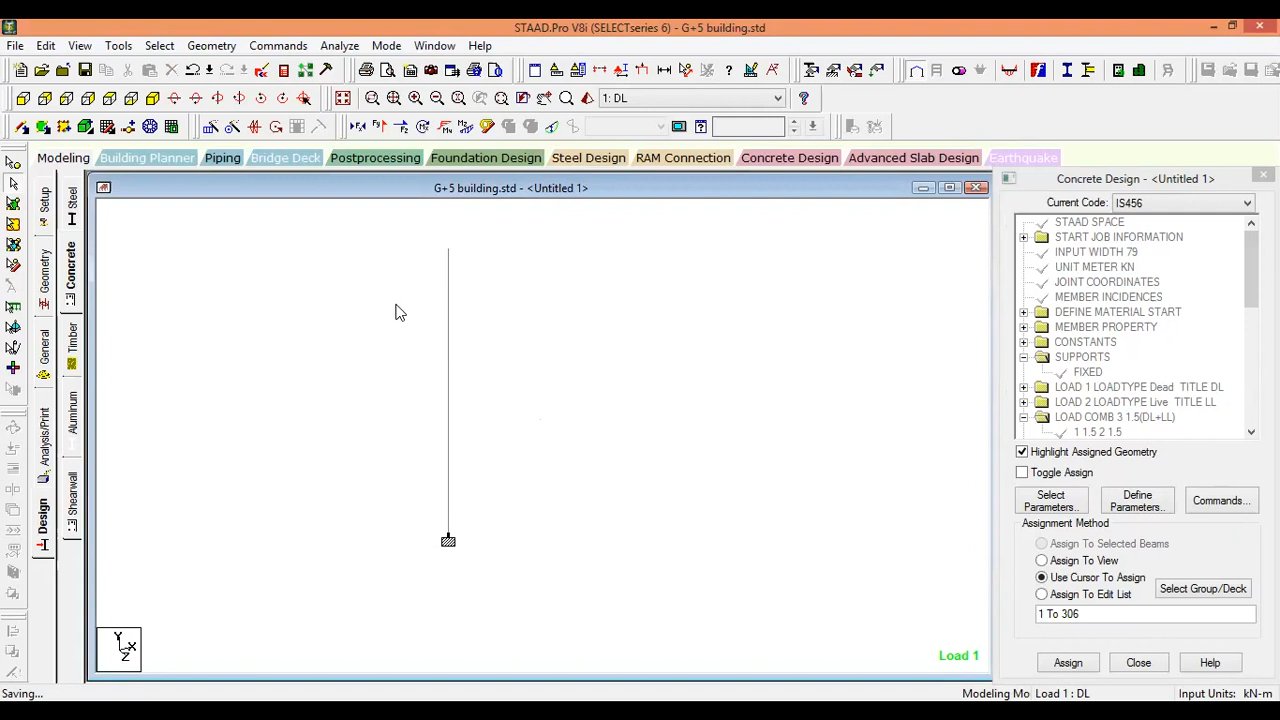 STAAD.Pro V8i (SELECTseries 6) - G+5 building.std
File Edit View Tools Select Geometry Commands Analyze Mode Window Help
1: DL
Modeling Building Planner Piping Bridge Deck Postprocessing Foundation Design Steel Design RAM Connection Concrete Design Advanced Slab Design Earthquake
G+5 building.std - <Untitled 1>
Setup
Geometry
General
Analysis/Print
Design
Steel
Concrete
Timber
Aluminum
Shearwall
Y
X
Z
Load 1
Concrete Design - <Untitled 1>
Current Code: IS456
STAAD SPACE
START JOB INFORMATION
INPUT WIDTH 79
UNIT METER KN
JOINT COORDINATES
MEMBER INCIDENCES
DEFINE MATERIAL START
MEMBER PROPERTY
CONSTANTS
SUPPORTS
FIXED
LOAD 1 LOADTYPE Dead TITLE DL
LOAD 2 LOADTYPE Live TITLE LL
LOAD COMB 3 1.5(DL+LL)
1 1.5 2 1.5
Highlight Assigned Geometry
Toggle Assign
Select Parameters..
Define Parameters..
Commands...
Assignment Method
Assign To Selected Beams
Assign To View
Use Cursor To Assign
Select Group/Deck
Assign To Edit List
1 To 306
Assign Close Help
Saving... Modeling Mo Load 1 : DL Input Units: kN-m